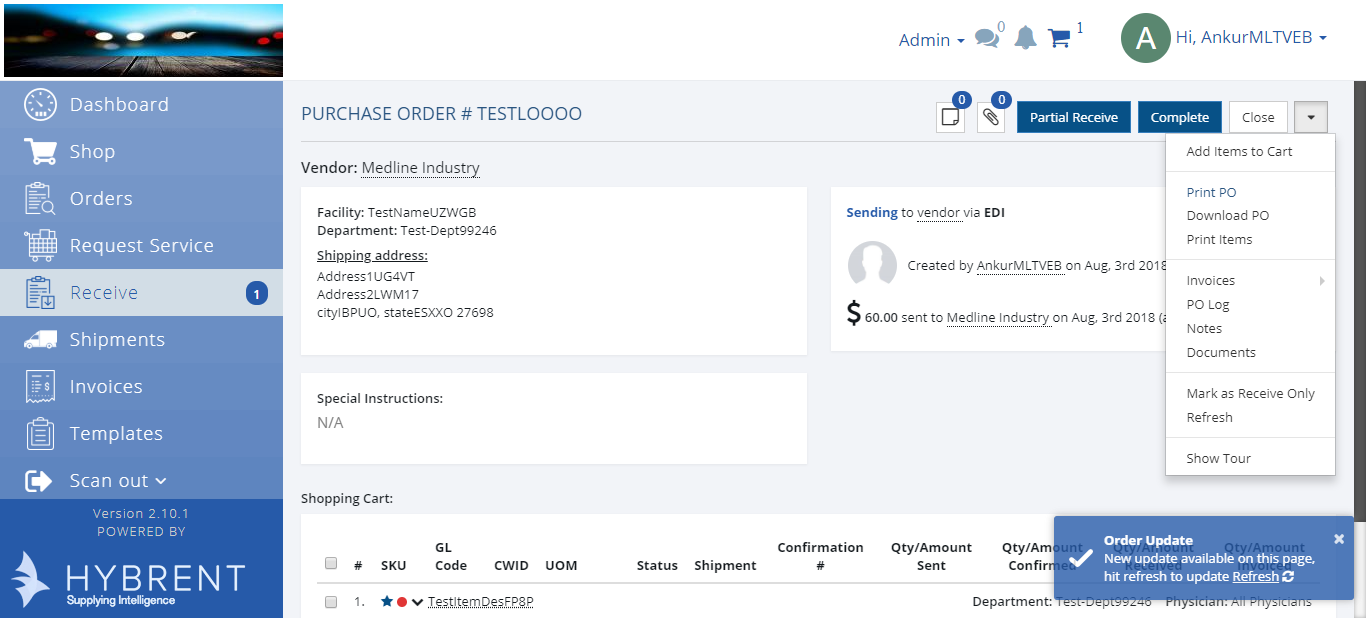 Admin
0
1
A
Hi, AnkurMLTVEB
Dashboard
Shop
Orders
Request Service
Receive
1
Shipments
Invoices
Templates
Scan out
Version 2.10.1
POWERED BY
HYBRENT
Supplying Intelligence
PURCHASE ORDER # TESTLOOOO
0
0
Partial Receive
Complete
Close
Add Items to Cart
Print PO
Download PO
Print Items
Invoices
PO Log
Notes
Documents
Mark as Receive Only
Refresh
Show Tour
Vendor: Medline Industry
Facility: TestNameUZWGB
Department: Test-Dept99246
Shipping address:
Address1UG4VT
Address2LWM17
cityIBPUO, stateESXXO 27698
Sending to vendor via EDI
Created by AnkurMLTVEB on Aug, 3rd 2018
$ 60.00 sent to Medline Industry on Aug, 3rd 2018 (a
Special Instructions:
N/A
Shopping Cart:
# SKU GL Code CWID UOM Status Shipment Confirmation # Qty/Amount Sent Qty/Amount Confirmed Qty/Amount Received Qty/Amount Invoiced
1. TestItemDesFP8P Department: Test-Dept99246 Physician: All Physicians
Order Update
New update available on this page,
hit refresh to update Refresh